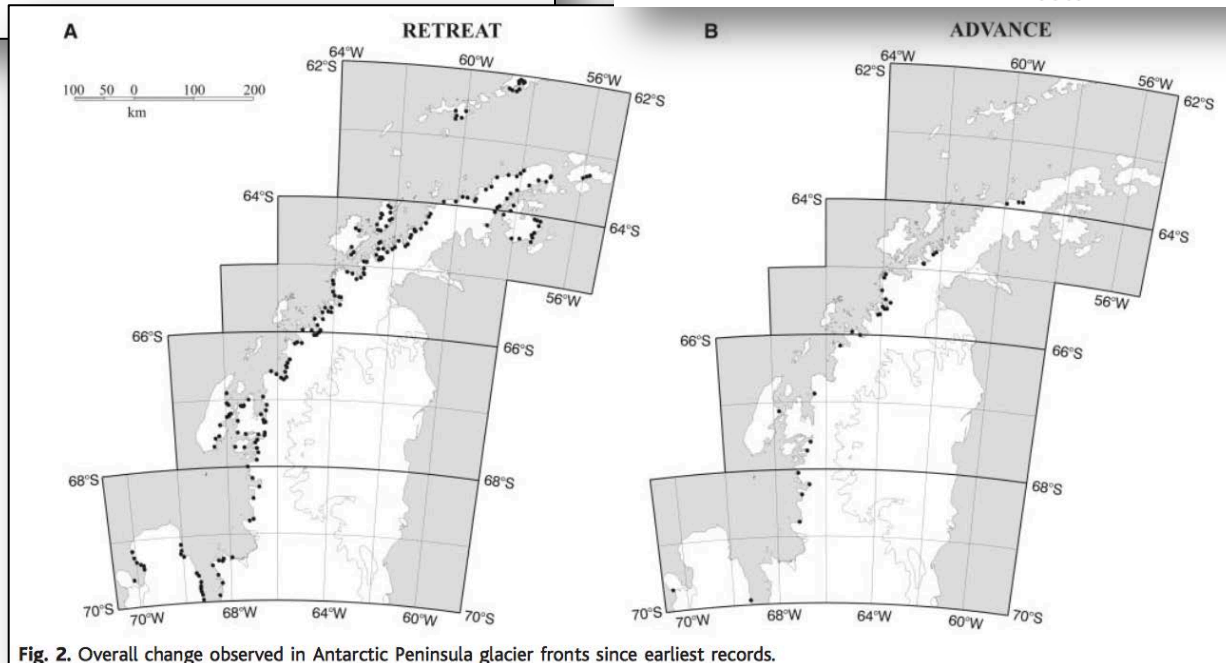 A
RETREAT
64°W
62°S
60°W
56°W
62°S
100 50 0 100 200
km
64°S
64°S
56°W
66°S
66°S
68°S
68°S
70°S
70°W
68°W
64°W
60°W
70°S
B
ADVANCE
64°W
62°S
60°W
56°W
62°S
64°S
64°S
56°W
66°S
66°S
68°S
68°S
70°S
70°W
68°W
64°W
60°W
70°S
Fig. 2. Overall change observed in Antarctic Peninsula glacier fronts since earliest records.